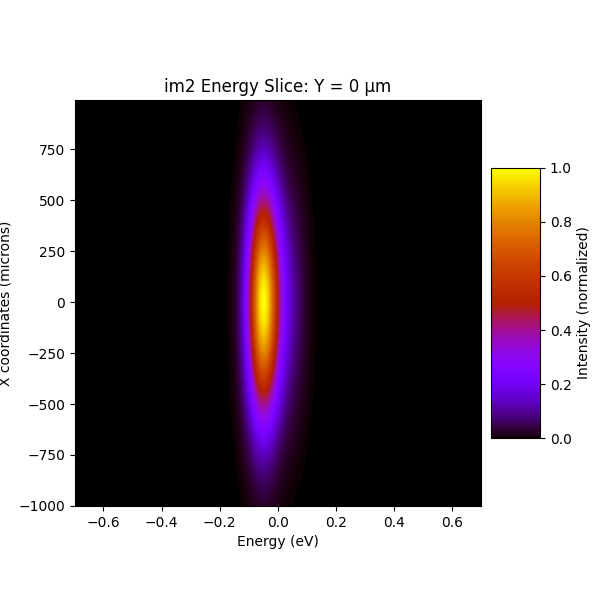 im2 Energy Slice: Y = 0 μm
X coordinates (microns)
750
500
250
0
−250
−500
−750
−1000
−0.6 −0.4 −0.2 0.0 0.2 0.4 0.6
Energy (eV)
1.0
0.8
0.6
0.4
0.2
0.0
Intensity (normalized)